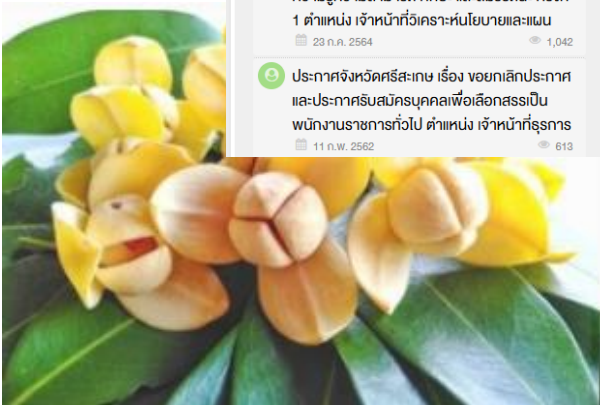 1 ตำแหน่ง เจ้าหน้าที่วิเคราะห์นโยบายและแผน
23 ก.ค. 2564 1,042
ประกาศจังหวัดศรีสะเกษ เรื่อง ขอยกเลิกประกาศ
และประกาศรับสมัครบุคคลเพื่อเลือกสรรเป็น
พนักงานราชการทั่วไป ตำแหน่ง เจ้าหน้าที่ธุรการ
11 ก.พ. 2562 613